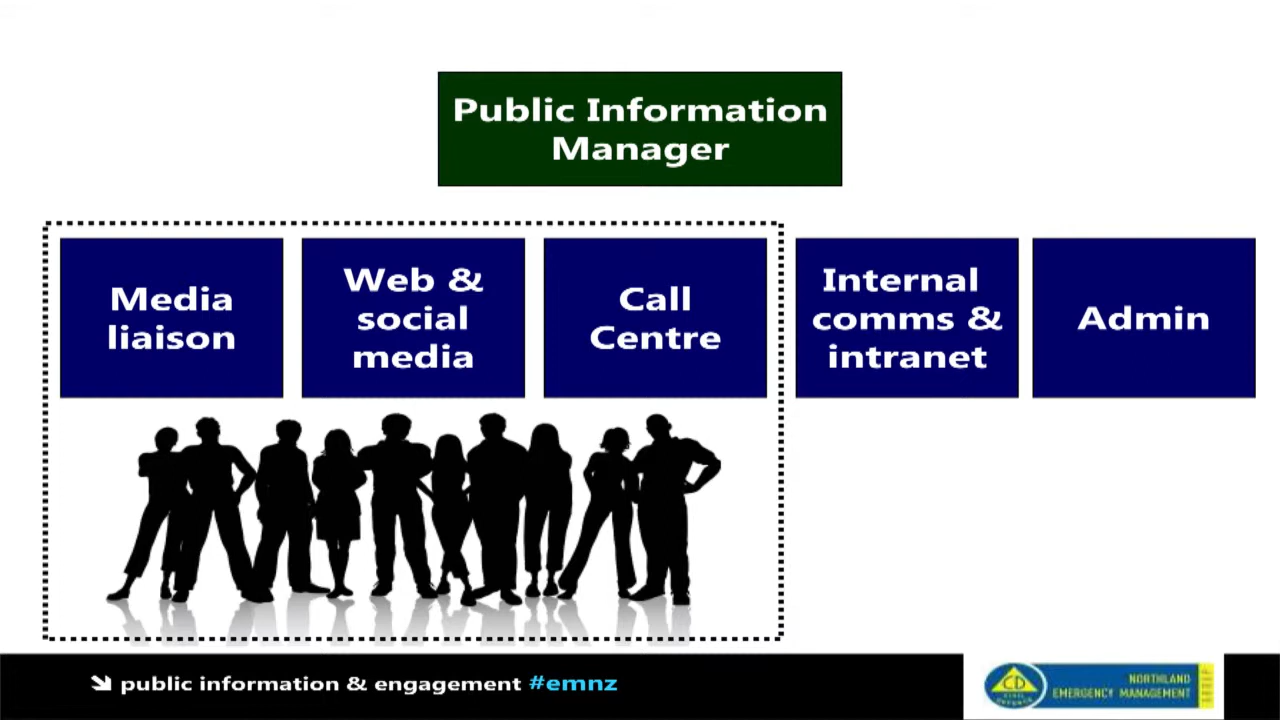 Public Information
Manager
Media
liaison
Web &
social
media
Call
Centre
Internal
comms &
intranet
Admin
public information & engagement #emnz
CD
NORTHLAND
EMERGENCY MANAGEMENT